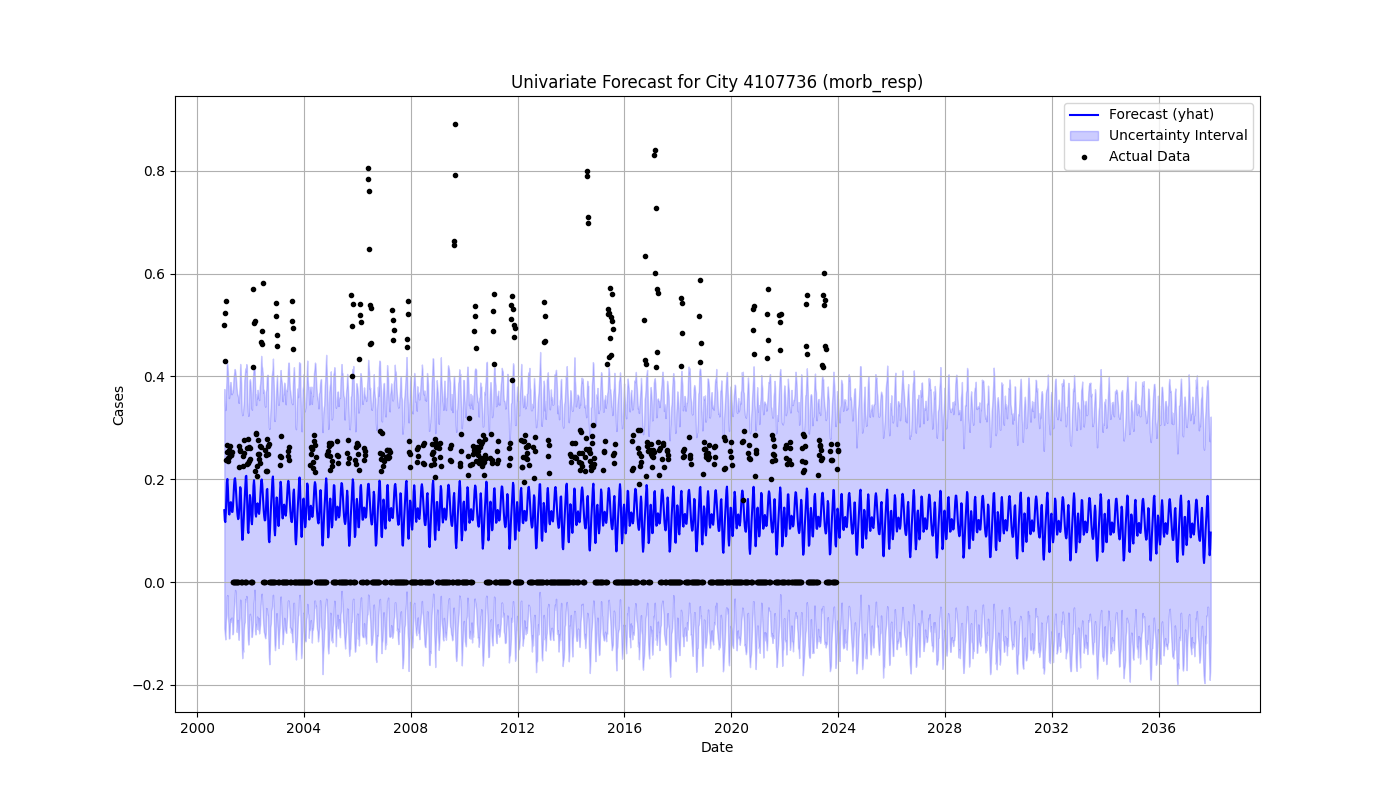 Univariate Forecast for City 4107736 (morb_resp)
Forecast (yhat)
Uncertainty Interval
Actual Data
Cases
0.8
0.6
0.4
0.2
0.0
−0.2
2000 2004 2008 2012 2016 2020 2024 2028 2032 2036
Date